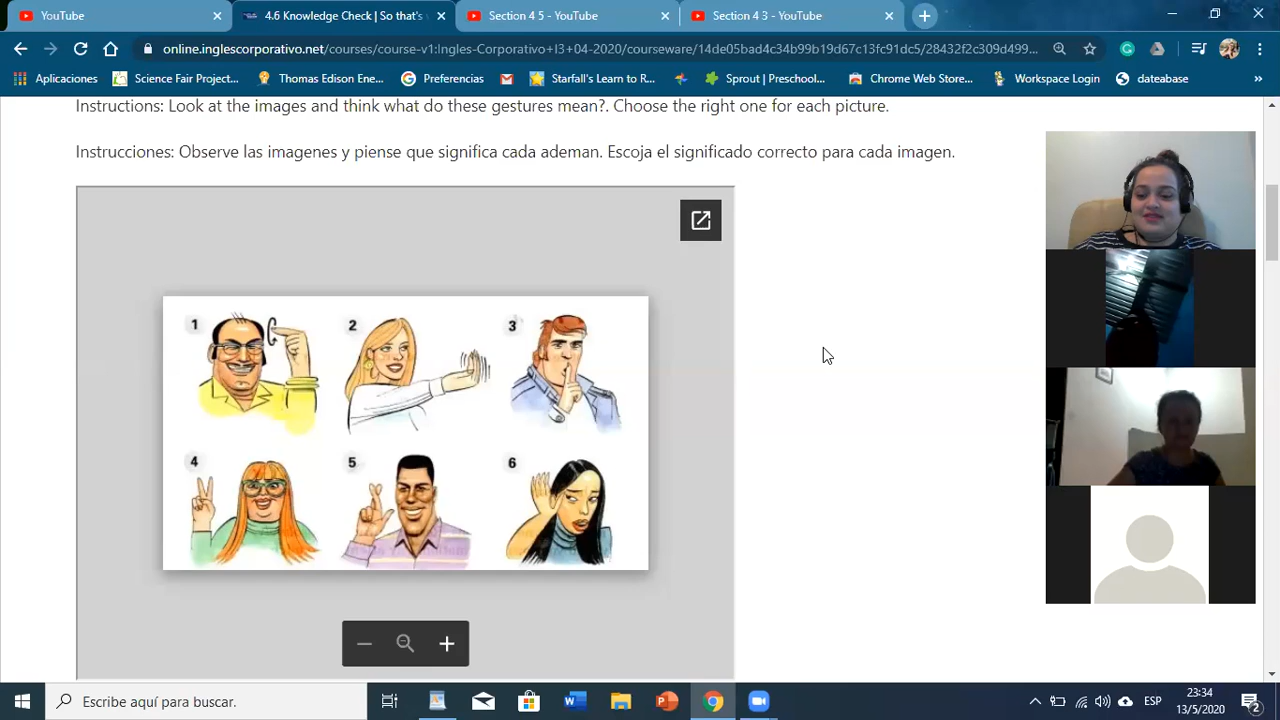 YouTube
4.6 Knowledge Check | So that's
Section 4 5 - YouTube
Section 4 3 - YouTube
online.inglescorporativo.net/courses/course-v1:Ingles-Corporativo+I3+04-2020/courseware/14de05bad4c34b99b19d67c13fc91dc5/28432f2c309d499...
Aplicaciones
Science Fair Project...
Thomas Edison Ene...
Preferencias
Starfall's Learn to R...
Sprout | Preschool...
Chrome Web Store...
Workspace Login
dateabase
»
Instructions: Look at the images and think what do these gestures mean?. Choose the right one for each picture.
Instrucciones: Observe las imagenes y piense que significa cada ademan. Escoja el significado correcto para cada imagen.
1 2 3
4 5 6
Escribe aquí para buscar.
ESP
23:34
13/5/2020
2